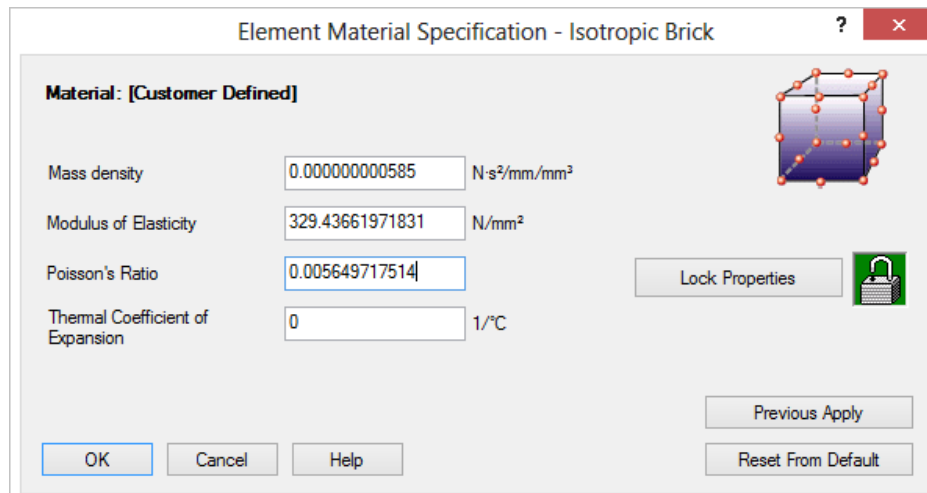 Element Material Specification - Isotropic Brick ? ×
Material: [Customer Defined]
Mass density 0.000000000585 N·s²/mm/mm³
Modulus of Elasticity 329.43661971831 N/mm²
Poisson's Ratio 0.005649717514 Lock Properties
Thermal Coefficient of
Expansion 0 1/°C
Previous Apply
OK Cancel Help Reset From Default